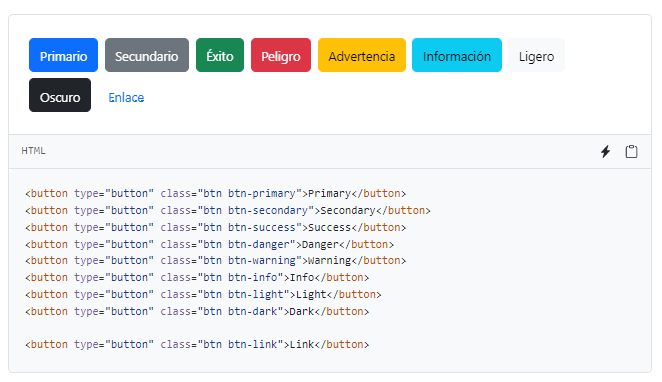 Primario Secundario Éxito Peligro Advertencia Información Ligero
Oscuro Enlace
HTML
<button type="button" class="btn btn-primary">Primary</button>
<button type="button" class="btn btn-secondary">Secondary</button>
<button type="button" class="btn btn-success">Success</button>
<button type="button" class="btn btn-danger">Danger</button>
<button type="button" class="btn btn-warning">Warning</button>
<button type="button" class="btn btn-info">Info</button>
<button type="button" class="btn btn-light">Light</button>
<button type="button" class="btn btn-dark">Dark</button>
<button type="button" class="btn btn-link">Link</button>